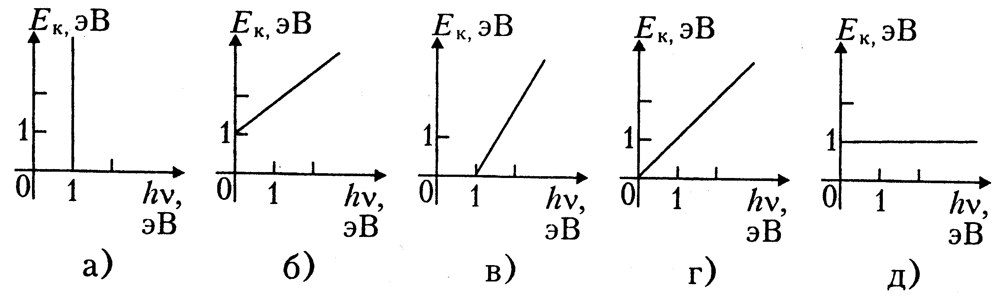 Eк, эВ Eк, эВ Eк, эВ Eк, эВ Eк, эВ
1 1 1 1 1
0 1 hν, эВ 0 1 hν, эВ 0 1 hν, эВ 0 1 hν, эВ 0 1 hν, эВ
а) б) в) г) д)